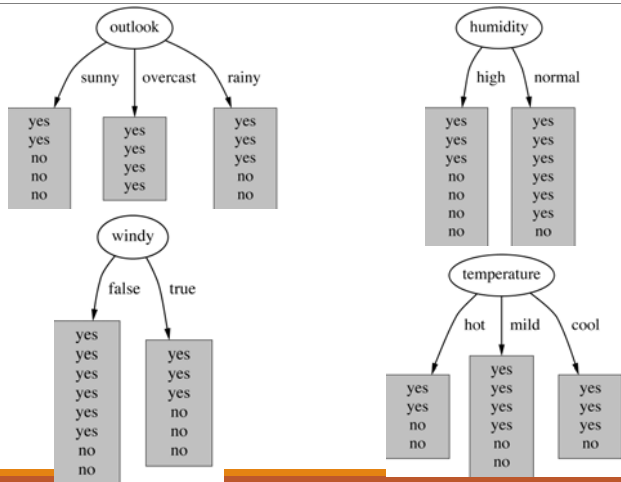 outlook
sunny overcast rainy
yes
yes
no
no
no
yes
yes
yes
yes
yes
yes
yes
no
no
humidity
high normal
yes
yes
yes
no
no
no
no
yes
yes
yes
yes
yes
yes
no
windy
false true
yes
yes
yes
yes
yes
yes
no
no
yes
yes
yes
no
no
no
temperature
hot mild cool
yes
yes
no
no
yes
yes
yes
yes
no
no
yes
yes
yes
no